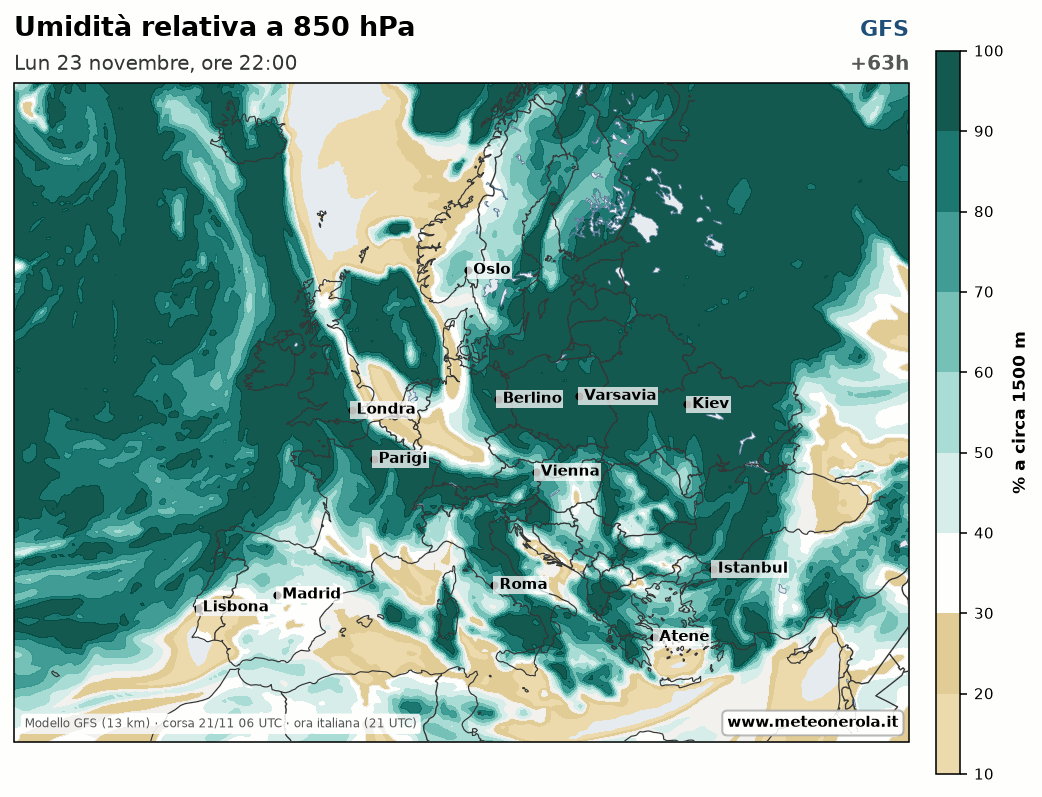 Umidità relativa a 850 hPa
GFS
Lun 23 novembre, ore 22:00
+63h
100
90
80
70
60
50
40
30
20
10
% a circa 1500 m
Oslo
Berlino
Varsavia
Kiev
Londra
Parigi
Vienna
Istanbul
Roma
Madrid
Lisbona
Atene
Modello GFS (13 km) · corsa 21/11 06 UTC · ora italiana (21 UTC)
www.meteonerola.it